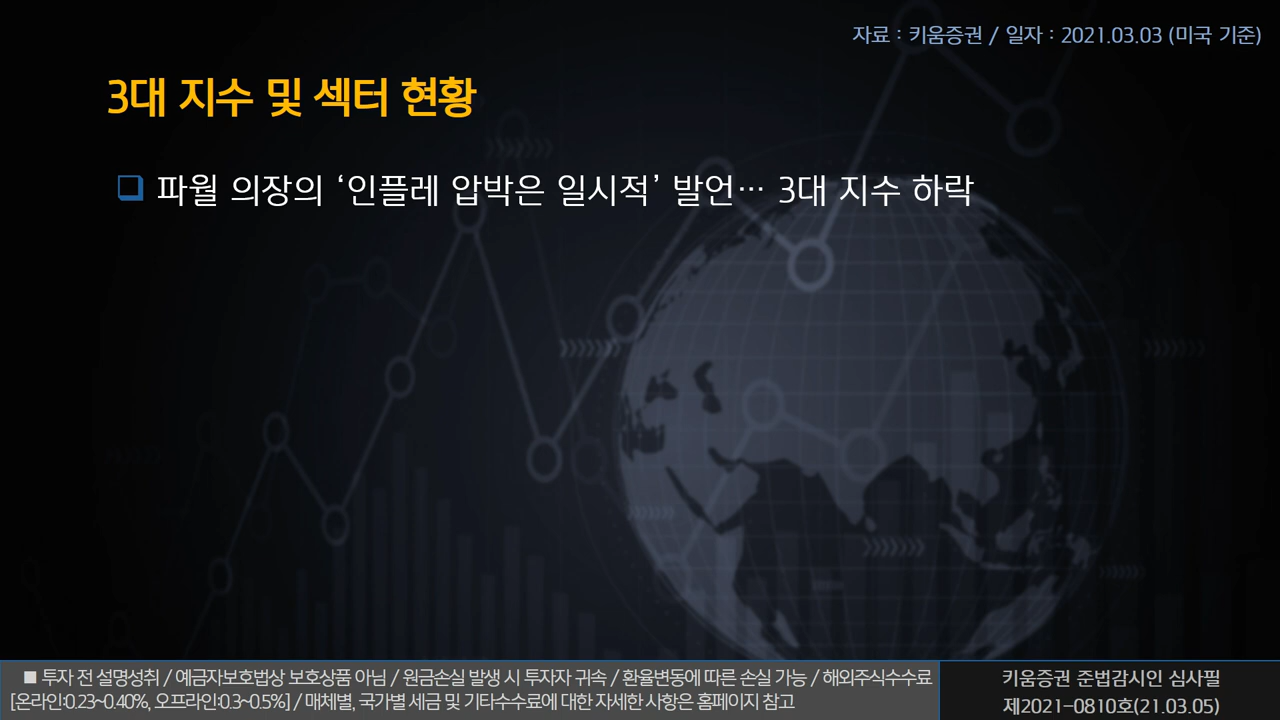 자료 : 키움증권 / 일자 : 2021.03.03 (미국 기준)
3대 지수 및 섹터 현황
❑ 파월 의장의 ‘인플레 압박은 일시적’ 발언… 3대 지수 하락
■ 투자 전 설명성취 / 예금자보호법상 보호상품 아님 / 원금손실 발생 시 투자자 귀속 / 환율변동에 따른 손실 가능 / 해외주식수수료
[온라인:0.23~0.40%, 오프라인:0.3~0.5%] / 매체별, 국가별 세금 및 기타수수료에 대한 자세한 사항은 홈페이지 참고
키움증권 준법감시인 심사필
제2021-0810호(21.03.05)